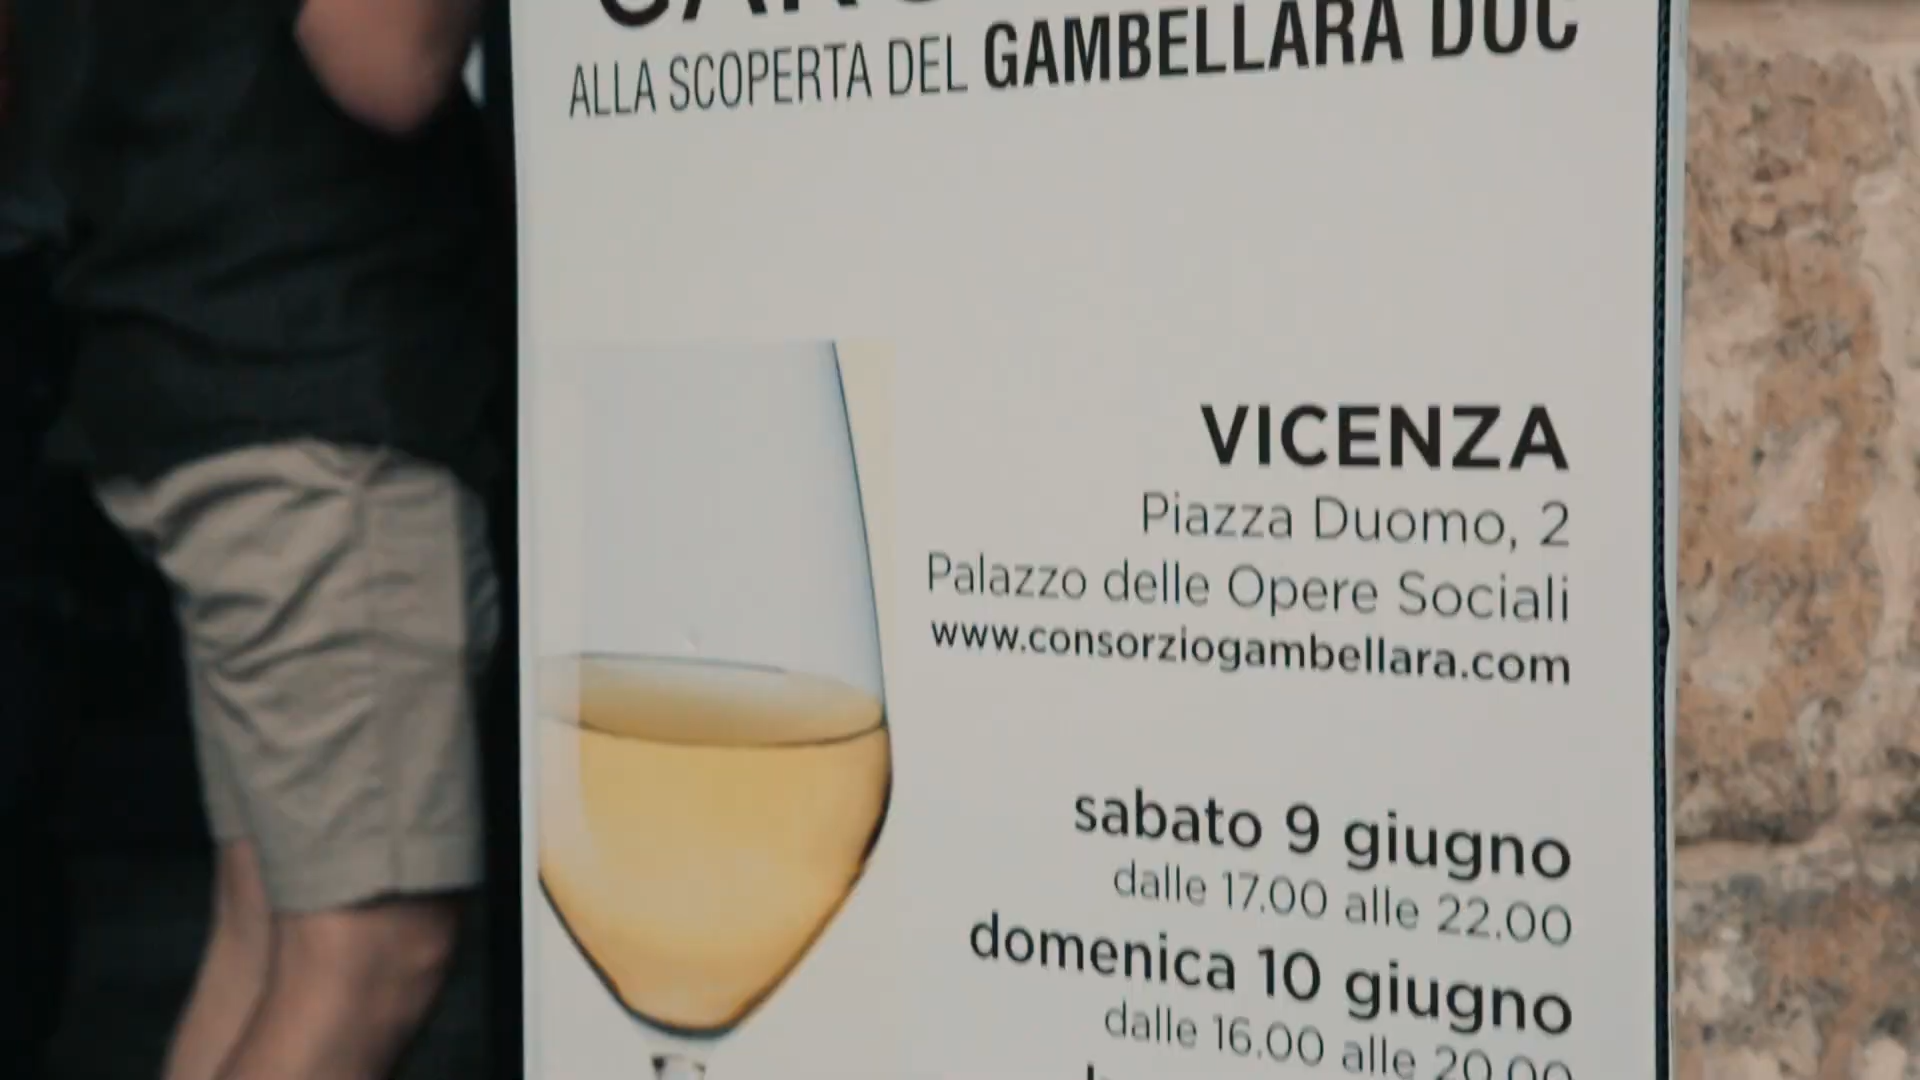 ALLA SCOPERTA DEL GAMBELLARA DOC
VICENZA
Piazza Duomo, 2
Palazzo delle Opere Sociali
www.consorziogambellara.com
sabato 9 giugno
dalle 17.00 alle 22.00
domenica 10 giugno
dalle 16.00 alle 20.00